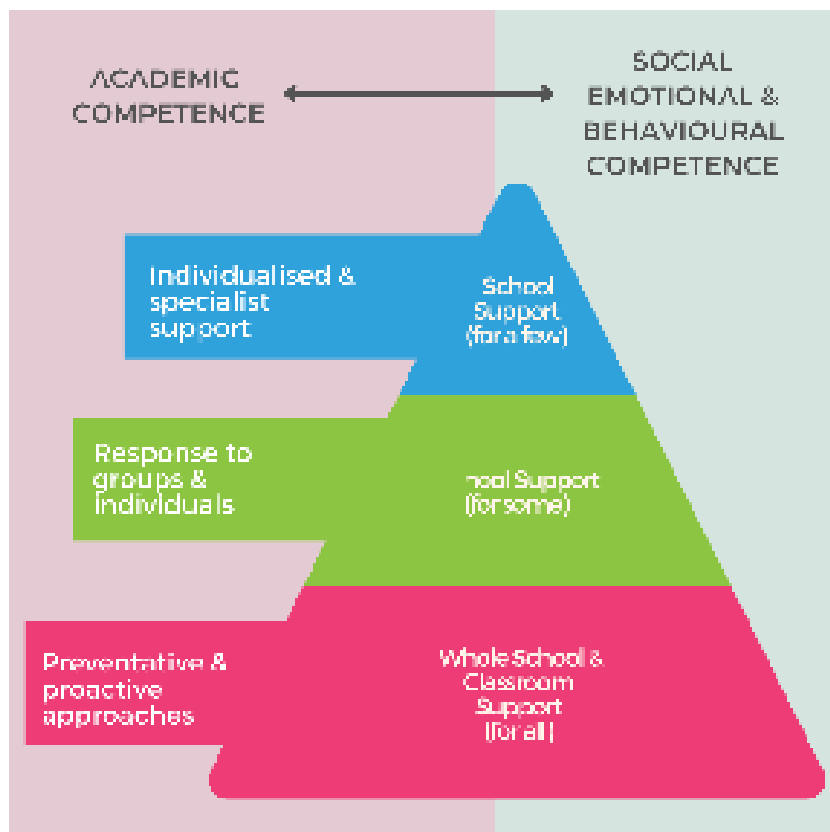 ACADEMIC
COMPETENCE
SOCIAL
EMOTIONAL &
BEHAVIOURAL
COMPETENCE
Individualised &
specialist
support
School
Support
(for a few)
Response to
groups &
individuals
hool Support
(for some)
Preventative &
proactive
approaches
Whole School &
Classroom
Support
(for all)